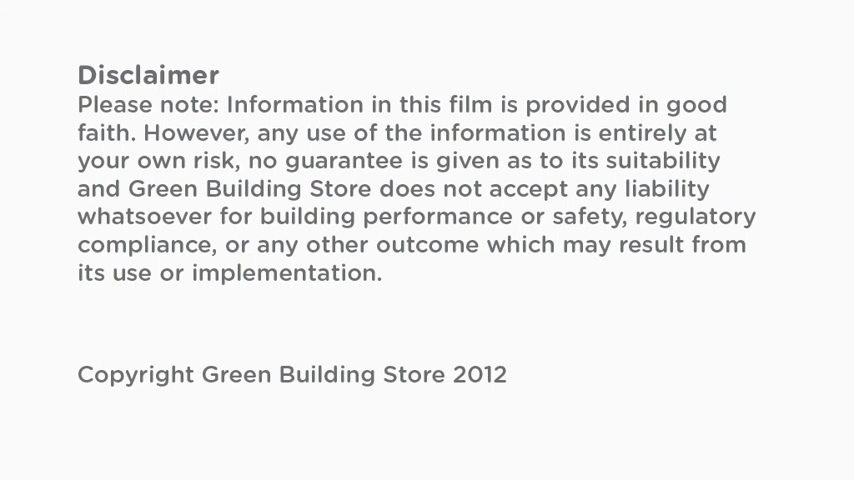 Disclaimer
Please note: Information in this film is provided in good
faith. However, any use of the information is entirely at
your own risk, no guarantee is given as to its suitability
and Green Building Store does not accept any liability
whatsoever for building performance or safety, regulatory
compliance, or any other outcome which may result from
its use or implementation.
Copyright Green Building Store 2012